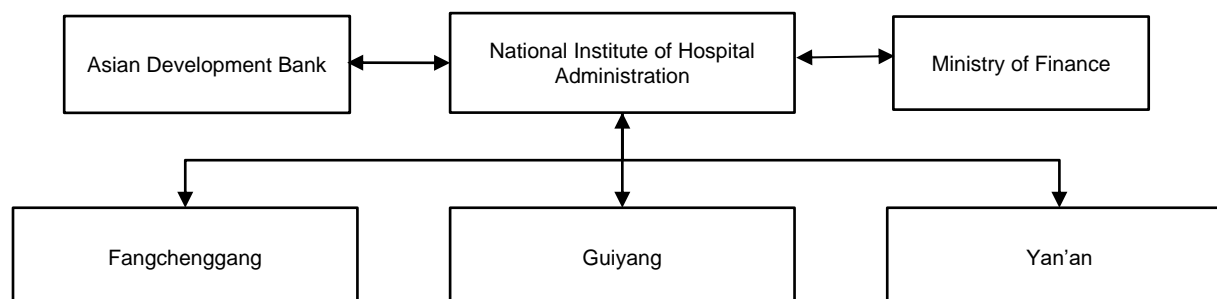 Asian Development Bank
National Institute of Hospital
Administration
Ministry of Finance
Fangchenggang
Guiyang
Yan’an